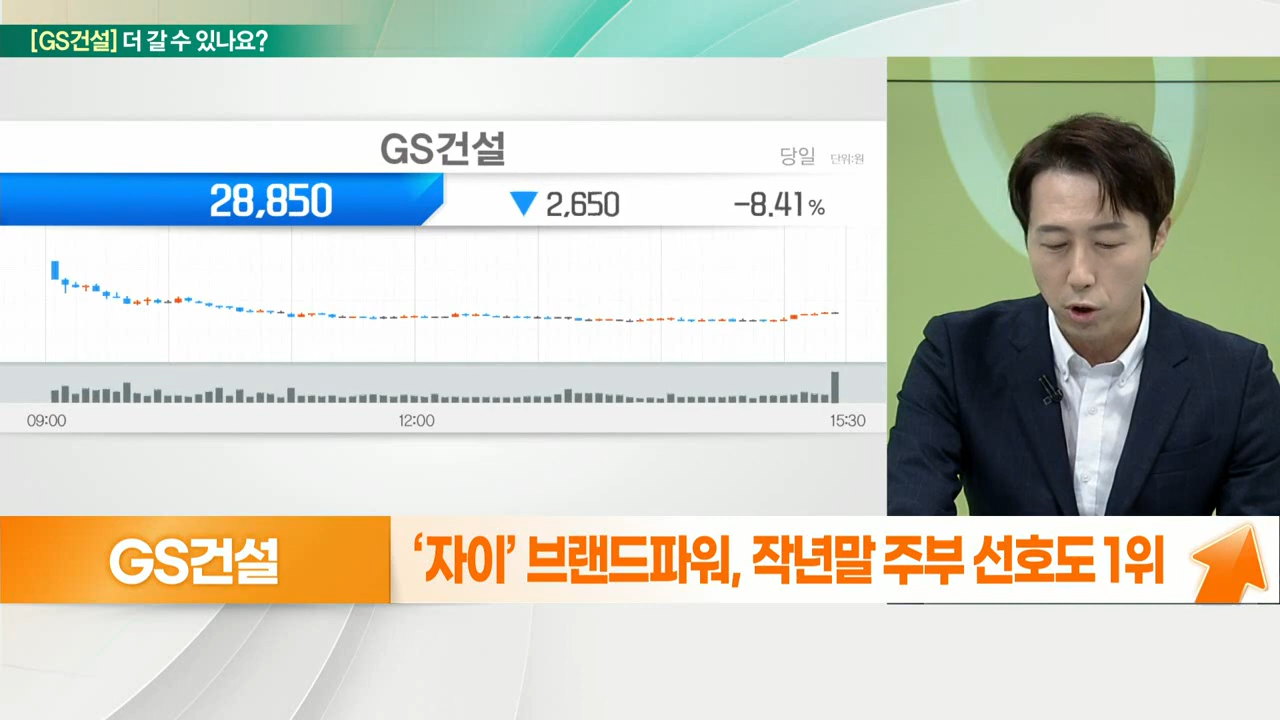 [GS건설] 더 갈 수 있나요?
GS건설
당일 단위:원
28,850 ▼ 2,650 -8.41%
09:00 12:00 15:30
GS건설 ‘자이’ 브랜드파워, 작년말 주부 선호도 1위